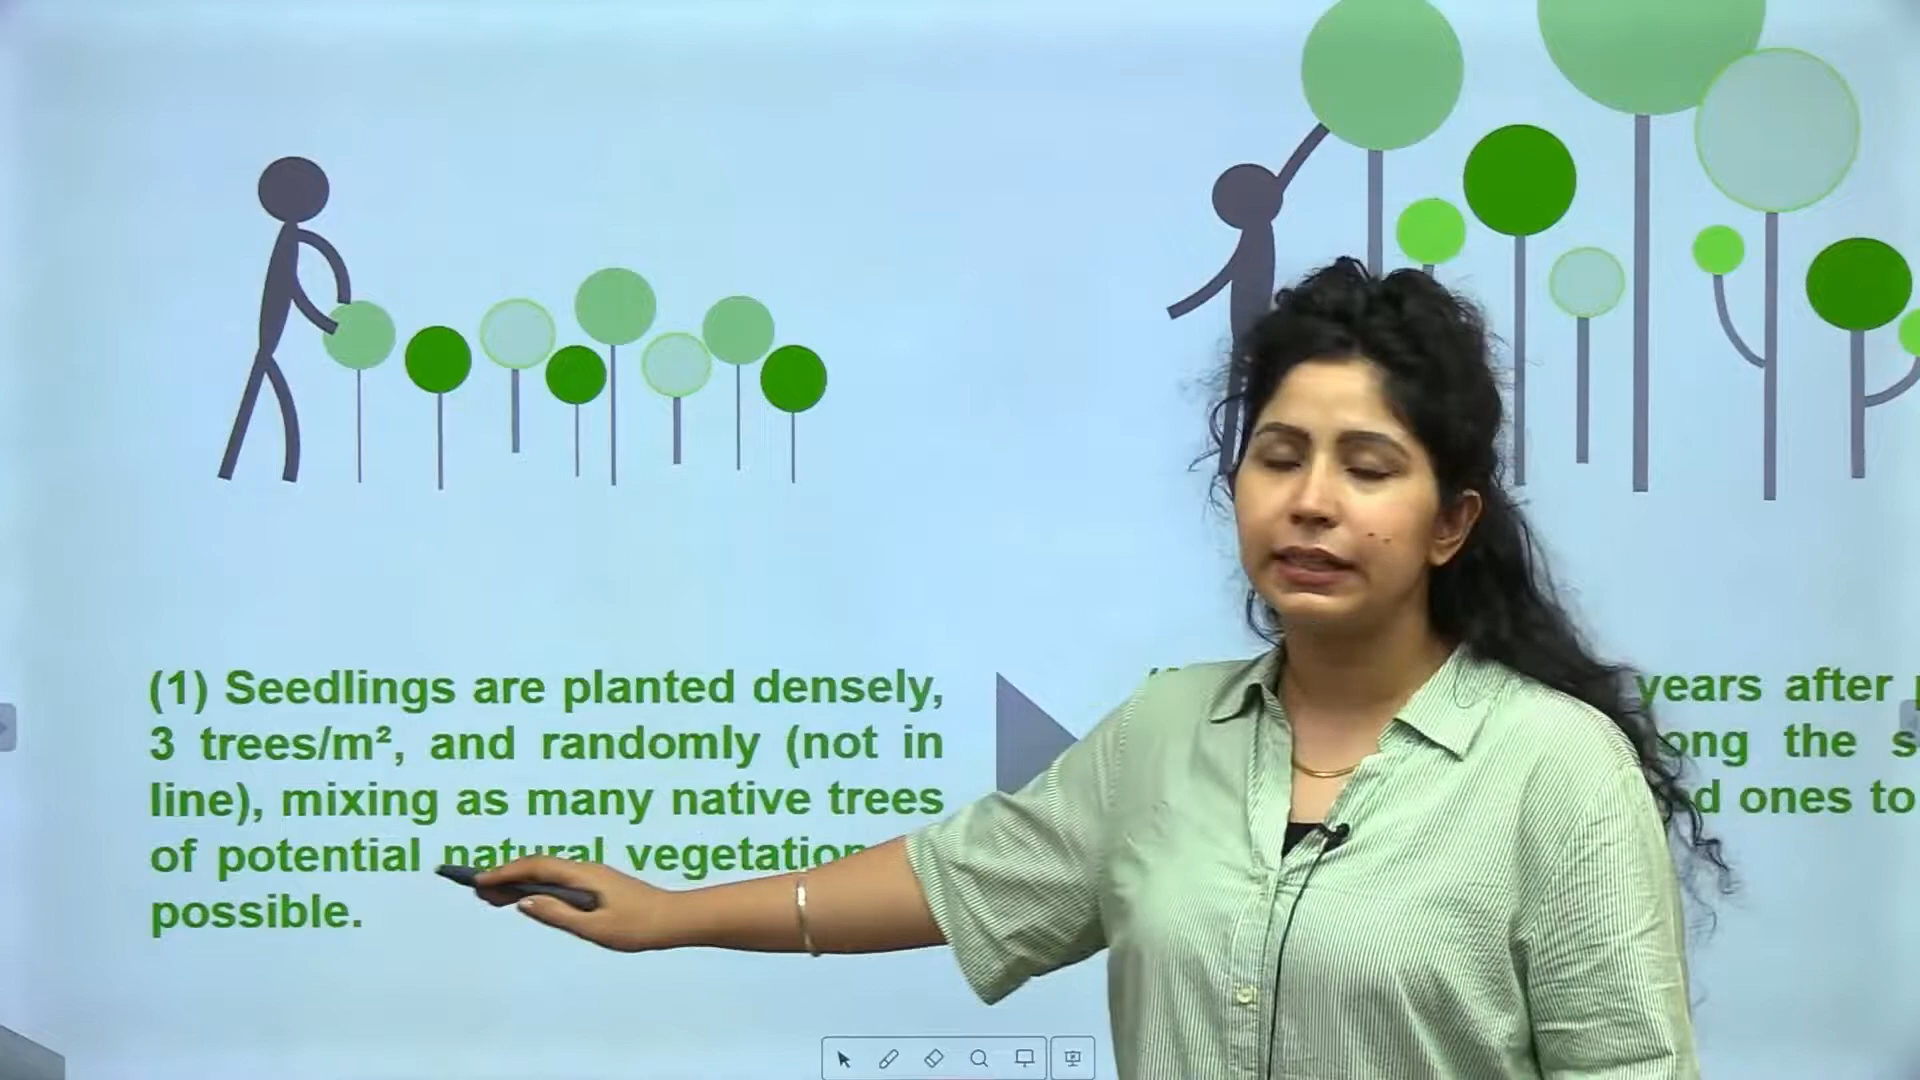 (1) Seedlings are planted densely,
3 trees/m², and randomly (not in
line), mixing as many native trees
of potential natural vegetation
possible.
years after
the
ones to